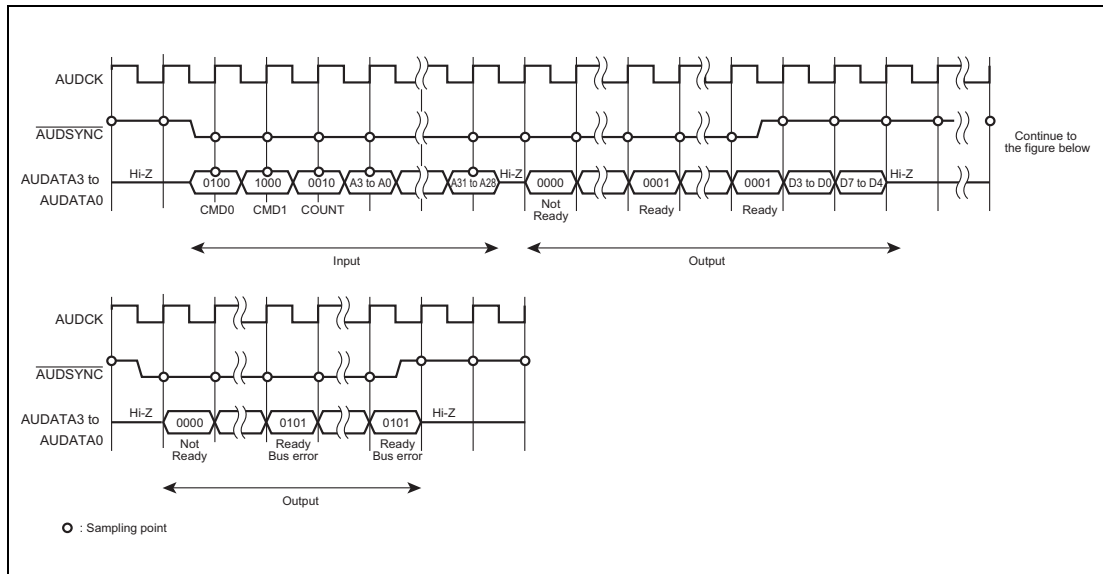 AUDCK
AUDSYNC
Continue to
the figure below
AUDATA3 to
AUDATA0
Hi-Z
0100
1000
0010
A3 to A0
A31 to A28
Hi-Z
0000
0001
0001
D3 to D0
D7 to D4
Hi-Z
CMD0
CMD1
COUNT
Not
Ready
Ready
Ready
Input
Output
AUDCK
AUDSYNC
AUDATA3 to
AUDATA0
Hi-Z
0000
0101
0101
Hi-Z
Not
Ready
Ready
Bus error
Ready
Bus error
Output
: Sampling point